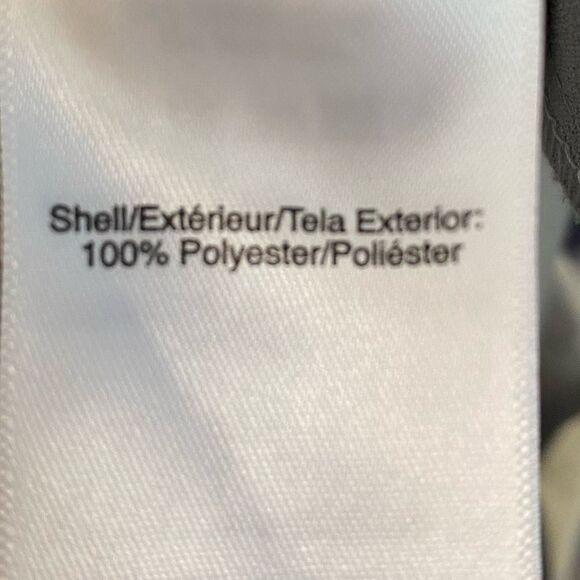 Shell/Extérieur/Tela Exterior:
100% Polyester/Poliéster